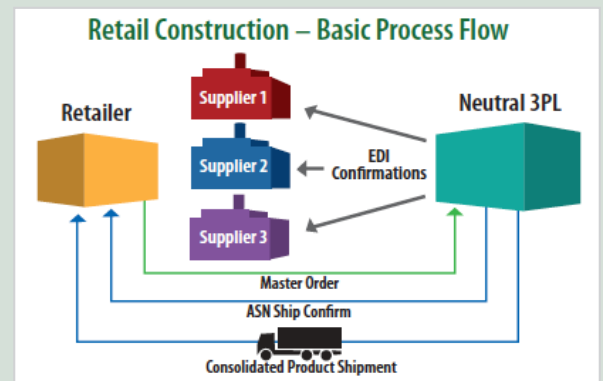 Retail Construction – Basic Process Flow
Retailer
Supplier 1
Supplier 2
Supplier 3
Neutral 3PL
EDI
Confirmations
Master Order
ASN Ship Confirm
Consolidated Product Shipment